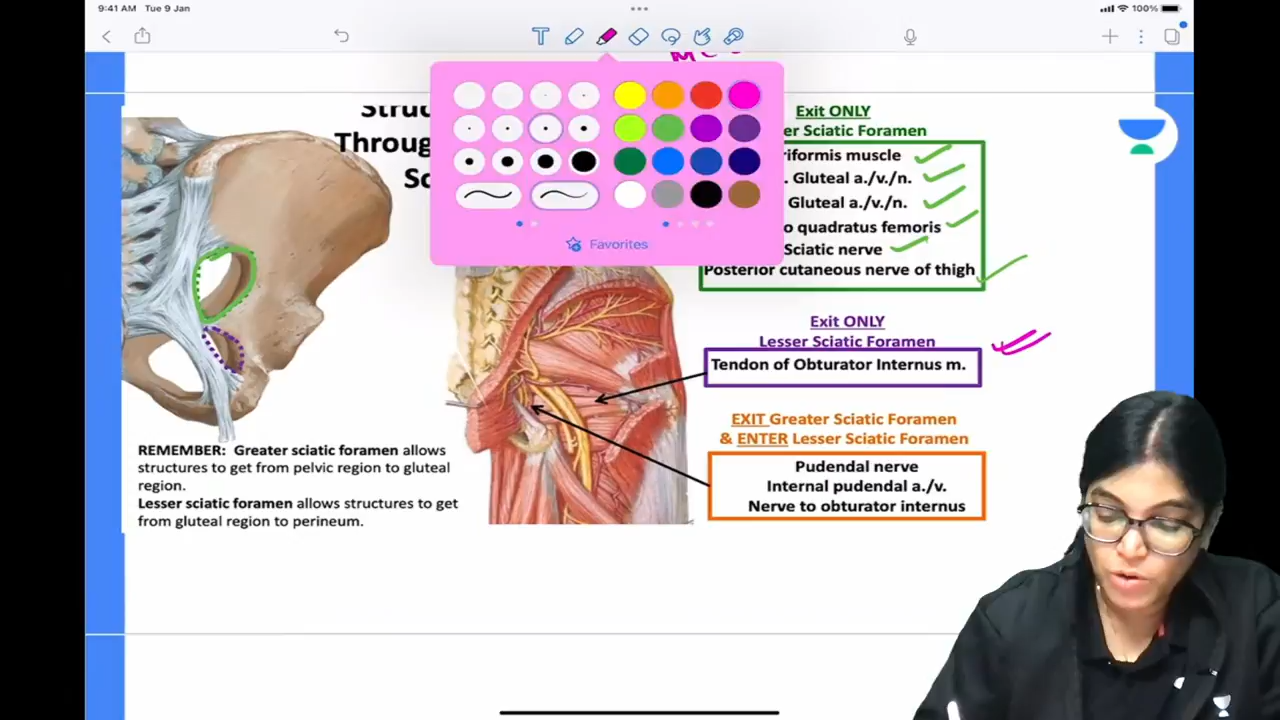 9:41 AM Tue 9 Jan
100%
T
Struc
Throug
Sc
Favorites
Exit ONLY
er Sciatic Foramen
riformis muscle
. Gluteal a./v./n.
Gluteal a./v./n.
o quadratus femoris
Sciatic nerve
Posterior cutaneous nerve of thigh
Exit ONLY
Lesser Sciatic Foramen
Tendon of Obturator Internus m.
EXIT Greater Sciatic Foramen
& ENTER Lesser Sciatic Foramen
Pudendal nerve
Internal pudendal a./v.
Nerve to obturator internus
REMEMBER: Greater sciatic foramen allows
structures to get from pelvic region to gluteal
region.
Lesser sciatic foramen allows structures to get
from gluteal region to perineum.